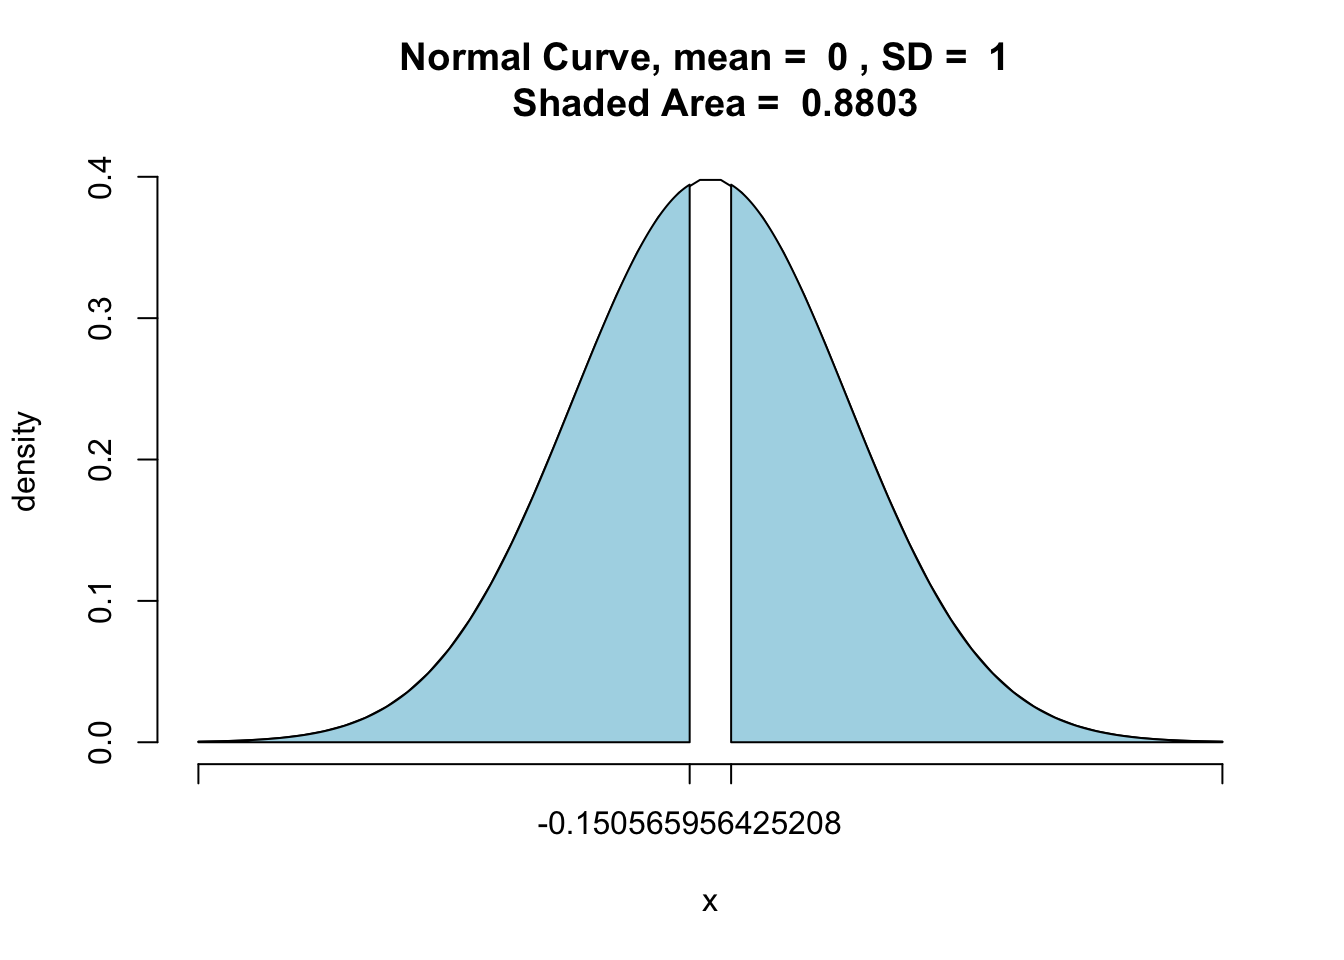 Normal Curve, mean =  0 , SD =  1
Shaded Area =  0.8803
density
0.4
0.3
0.2
0.1
0.0
-0.150565956425208
x